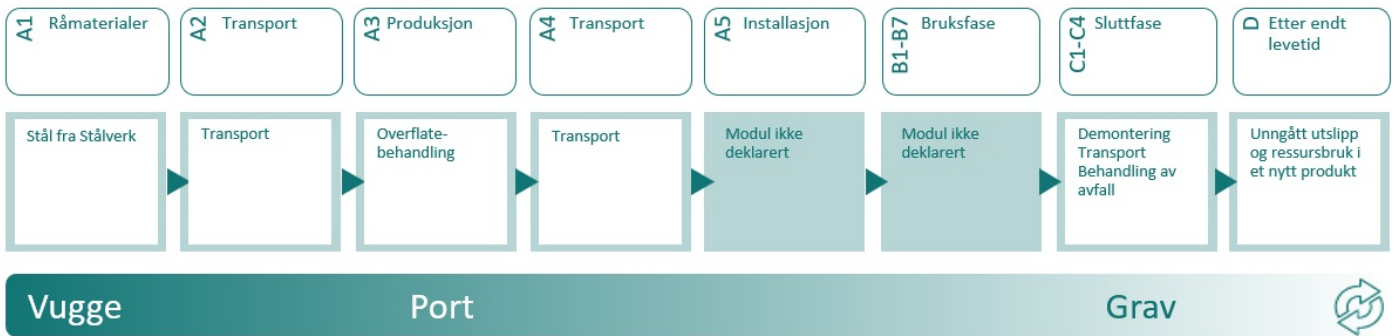 A1 Råmaterialer
A2 Transport
A3 Produksjon
A4 Transport
A5 Installasjon
B1-B7 Bruksfase
C1-C4 Sluttfase
D Etter endt
levetid
Stål fra Stålverk
Transport
Overflate-
behandling
Transport
Modul ikke
deklarert
Modul ikke
deklarert
Demontering
Transport
Behandling av
avfall
Unngått utslipp
og ressursbruk i
et nytt produkt
Vugge
Port
Grav